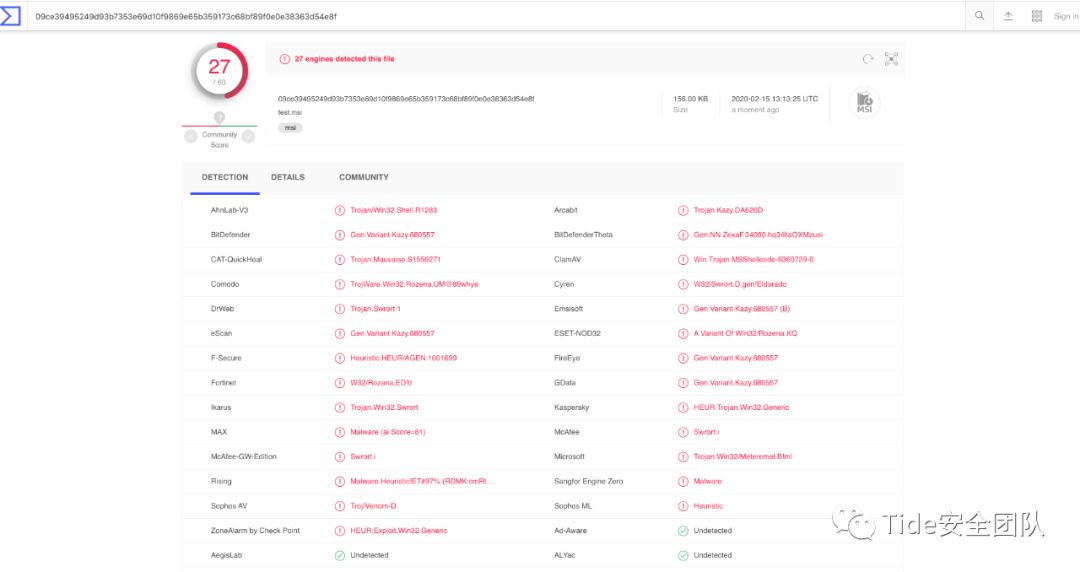 09ce39495249d93b7353e69d10f9869e65b359173c68bf89f0e0e38363d54e8f
Sign in
27
/ 60
27 engines detected this file
09ce39495249d93b7353e69d10f9869e65b359173c68bf89f0e0e38363d54e8f
test.msi
msi
156.00 KB
Size
2020-02-15 13:13:25 UTC
a moment ago
MSI
?
Community
Score
DETECTION DETAILS COMMUNITY
AhnLab-V3 Trojan/Win32.Shell.R1283 Arcabit Trojan.Kazy.DA626D
BitDefender Gen:Variant.Kazy.680557 BitDefenderTheta Gen:NN.ZexaF.34090.hq3@aOXMzuei
CAT-QuickHeal Trojan.Mauvaise.S1559271 ClamAV Win.Trojan.MSShellcode-6360729-0
Comodo TrojWare.Win32.Rozena.UM@89whye Cyren W32/Swrort.D.gen!Eldorado
DrWeb Trojan.Swrort.1 Emsisoft Gen:Variant.Kazy.680557 (B)
eScan Gen:Variant.Kazy.680557 ESET-NOD32 A Variant Of Win32/Rozena.KQ
F-Secure Heuristic.HEUR/AGEN.1001699 FireEye Gen:Variant.Kazy.680557
Fortinet W32/Rozena.ED!tr GData Gen:Variant.Kazy.680557
Ikarus Trojan.Win32.Swrort Kaspersky HEUR:Trojan.Win32.Generic
MAX Malware (ai Score=81) McAfee Swrort.i
McAfee-GW-Edition Swrort.i Microsoft Trojan:Win32/Meteremel.B!ml
Rising Malware.Heuristic!ET#97% (RDMK:cmRt... Sangfor Engine Zero Malware
Sophos AV Troj/Venom-D Sophos ML Heuristic
ZoneAlarm by Check Point HEUR:Exploit.Win32.Generic Ad-Aware Undetected
AegisLab Undetected ALYac Undetected
Tide安全团队